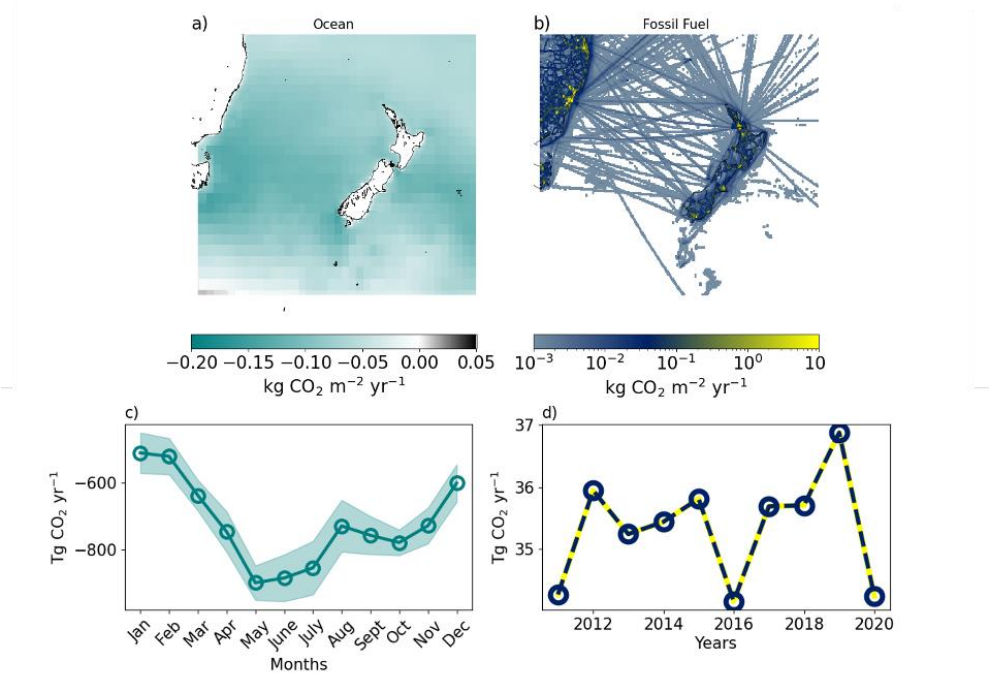 a) Ocean
b) Fossil Fuel
−0.20 −0.15 −0.10 −0.05 0.00 0.05
kg CO₂ m⁻² yr⁻¹
10⁻³ 10⁻² 10⁻¹ 10⁰ 10
kg CO₂ m⁻² yr⁻¹
c)
−600
−800
Tg CO₂ yr⁻¹
Jan Feb Mar Apr May June July Aug Sept Oct Nov Dec
Months
d)
37
36
35
Tg CO₂ yr⁻¹
2012 2014 2016 2018 2020
Years